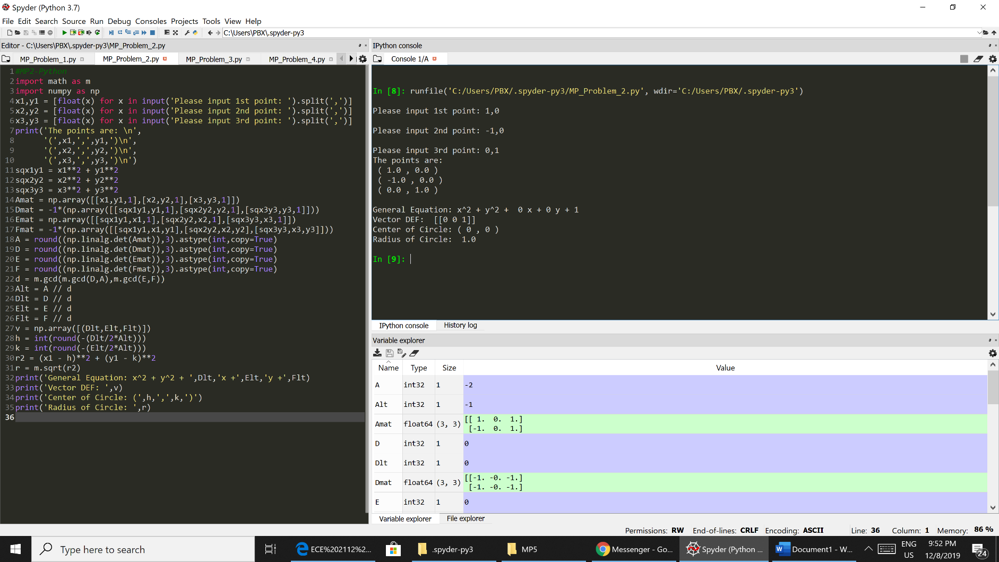 Spyder (Python 3.7)
File Edit Search Source Run Debug Consoles Projects Tools View Help
C:\Users\PBX\.spyder-py3
Editor - C:\Users\PBX\.spyder-py3\MP_Problem_2.py
MP_Problem_1.py MP_Problem_2.py MP_Problem_3.py MP_Problem_4.py
1 #MP2-Python
2 import math as m
3 import numpy as np
4 x1,y1 = [float(x) for x in input('Please input 1st point: ').split(',')]
5 x2,y2 = [float(x) for x in input('Please input 2nd point: ').split(',')]
6 x3,y3 = [float(x) for x in input('Please input 3rd point: ').split(',')]
7 print('The points are: \n',
8       '(',x1,',',y1,')\n',
9       '(',x2,',',y2,')\n',
10       '(',x3,',',y3,')\n')
11 sqx1y1 = x1**2 + y1**2
12 sqx2y2 = x2**2 + y2**2
13 sqx3y3 = x3**2 + y3**2
14 Amat = np.array([[x1,y1,1],[x2,y2,1],[x3,y3,1]])
15 Dmat = -1*(np.array([[sqx1y1,y1,1],[sqx2y2,y2,1],[sqx3y3,y3,1]]))
16 Emat = np.array([[sqx1y1,x1,1],[sqx2y2,x2,1],[sqx3y3,x3,1]])
17 Fmat = -1*(np.array([[sqx1y1,x1,y1],[sqx2y2,x2,y2],[sqx3y3,x3,y3]]))
18 A = round((np.linalg.det(Amat)),3).astype(int,copy=True)
19 D = round((np.linalg.det(Dmat)),3).astype(int,copy=True)
20 E = round((np.linalg.det(Emat)),3).astype(int,copy=True)
21 F = round((np.linalg.det(Fmat)),3).astype(int,copy=True)
22 d = m.gcd(m.gcd(D,A),m.gcd(E,F))
23 Alt = A // d
24 Dlt = D // d
25 Elt = E // d
26 Flt = F // d
27 v = np.array([(Dlt,Elt,Flt)])
28 h = int(round(-(Dlt/2*Alt)))
29 k = int(round(-(Elt/2*Alt)))
30 r2 = (x1 - h)**2 + (y1 - k)**2
31 r = m.sqrt(r2)
32 print('General Equation: x^2 + y^2 + ',Dlt,'x +',Elt,'y +',Flt)
33 print('Vector DEF: ',v)
34 print('Center of Circle: (',h,',',k,')')
35 print('Radius of Circle: ',r)
36
IPython console
Console 1/A
In [8]: runfile('C:/Users/PBX/.spyder-py3/MP_Problem_2.py', wdir='C:/Users/PBX/.spyder-py3')
Please input 1st point: 1,0
Please input 2nd point: -1,0
Please input 3rd point: 0,1
The points are:
( 1.0 , 0.0 )
( -1.0 , 0.0 )
( 0.0 , 1.0 )
General Equation: x^2 + y^2 +  0 x + 0 y + 1
Vector DEF:  [[0 0 1]]
Center of Circle: ( 0 , 0 )
Radius of Circle:  1.0
In [9]:
IPython console History log
Variable explorer
Name Type Size Value
A int32 1 -2
Alt int32 1 -1
Amat float64 (3, 3) [[ 1.  0.  1.]
[-1.  0.  1.]
D int32 1 0
Dlt int32 1 0
Dmat float64 (3, 3) [[-1. -0. -1.]
[-1. -0. -1.]
E int32 1 0
Variable explorer File explorer
Permissions: RW End-of-lines: CRLF Encoding: ASCII Line: 36 Column: 1 Memory: 86 %
Type here to search
ECE%202112%2...
.spyder-py3
MP5
Messenger - Go...
Spyder (Python ...
Document1 - W...
ENG
US
9:52 PM
12/8/2019
24